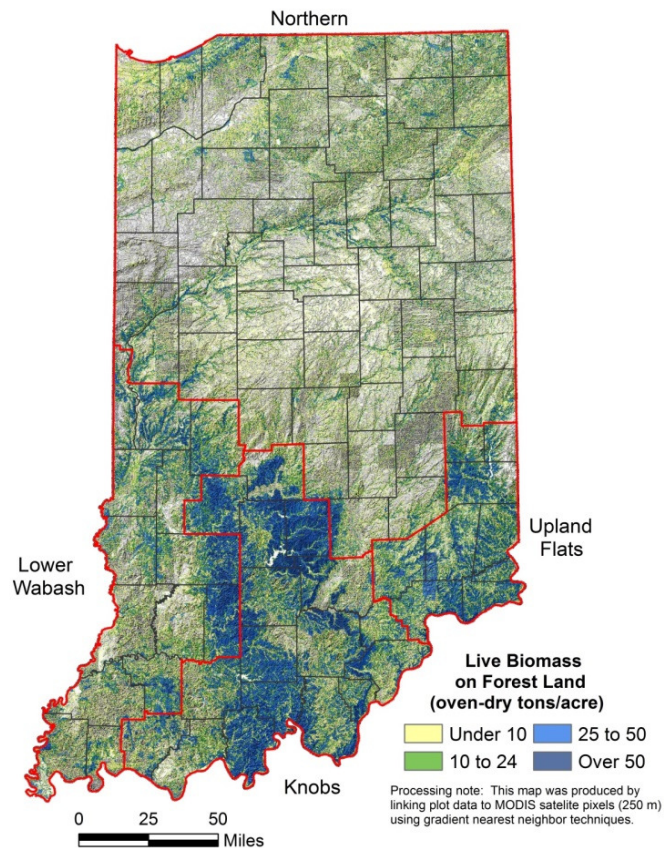 Northern
Upland
Flats
Lower
Wabash
Knobs
Live Biomass
on Forest Land
(oven-dry tons/acre)
Under 10
25 to 50
10 to 24
Over 50
Processing note: This map was produced by
linking plot data to MODIS satelite pixels (250 m)
using gradient nearest neighbor techniques.
0 25 50
Miles